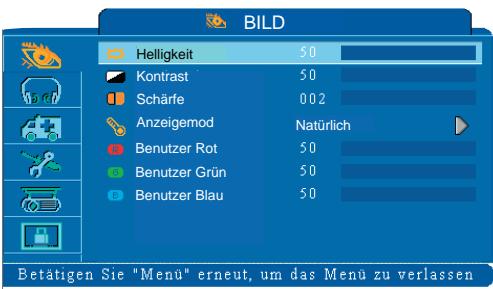 BILD
Helligkeit 50
Kontrast 50
Schärfe 002
Anzeigemod Natürlich
R Benutzer Rot 50
G Benutzer Grün 50
B Benutzer Blau 50
Betätigen Sie "Menü" erneut, um das Menü zu verlassen